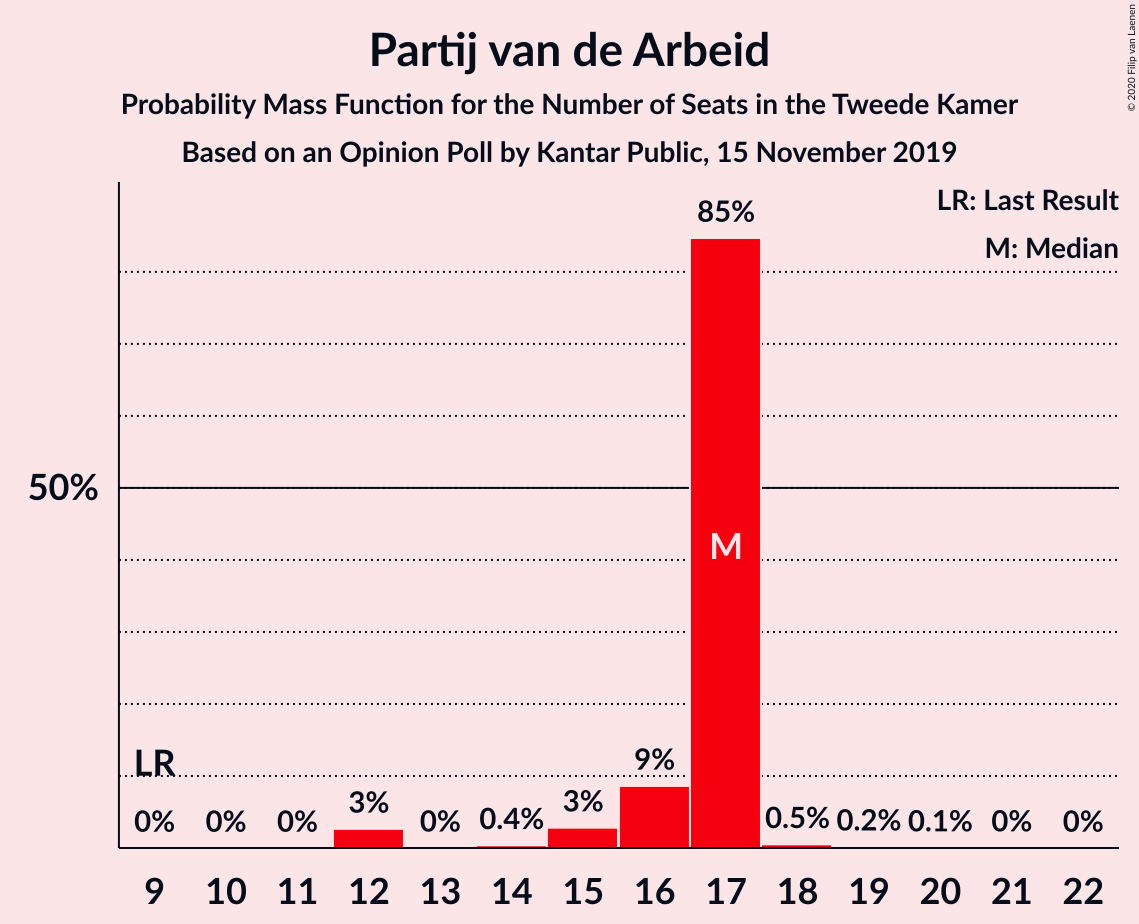 Partij van de Arbeid
Probability Mass Function for the Number of Seats in the Tweede Kamer
Based on an Opinion Poll by Kantar Public, 15 November 2019
© 2020 Filip van Laenen
LR: Last Result
M: Median
85%
50%
M
LR
9%
3%
3%
0% 0% 0% 0% 0.4% 0.5% 0.2% 0.1% 0% 0%
9 10 11 12 13 14 15 16 17 18 19 20 21 22